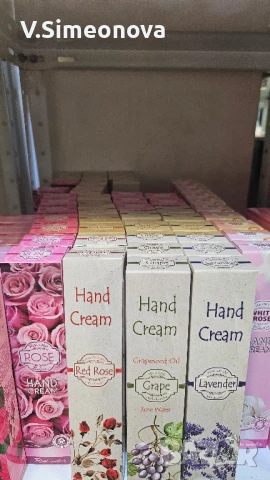 V.Simeonova
ROSE
HAND
CREAM
Hand
Cream
Red Rose
Hand
Cream
Grapeseed Oil
Grape
Rose Water
Hand
Cream
Lavender
WHITE
ROSE